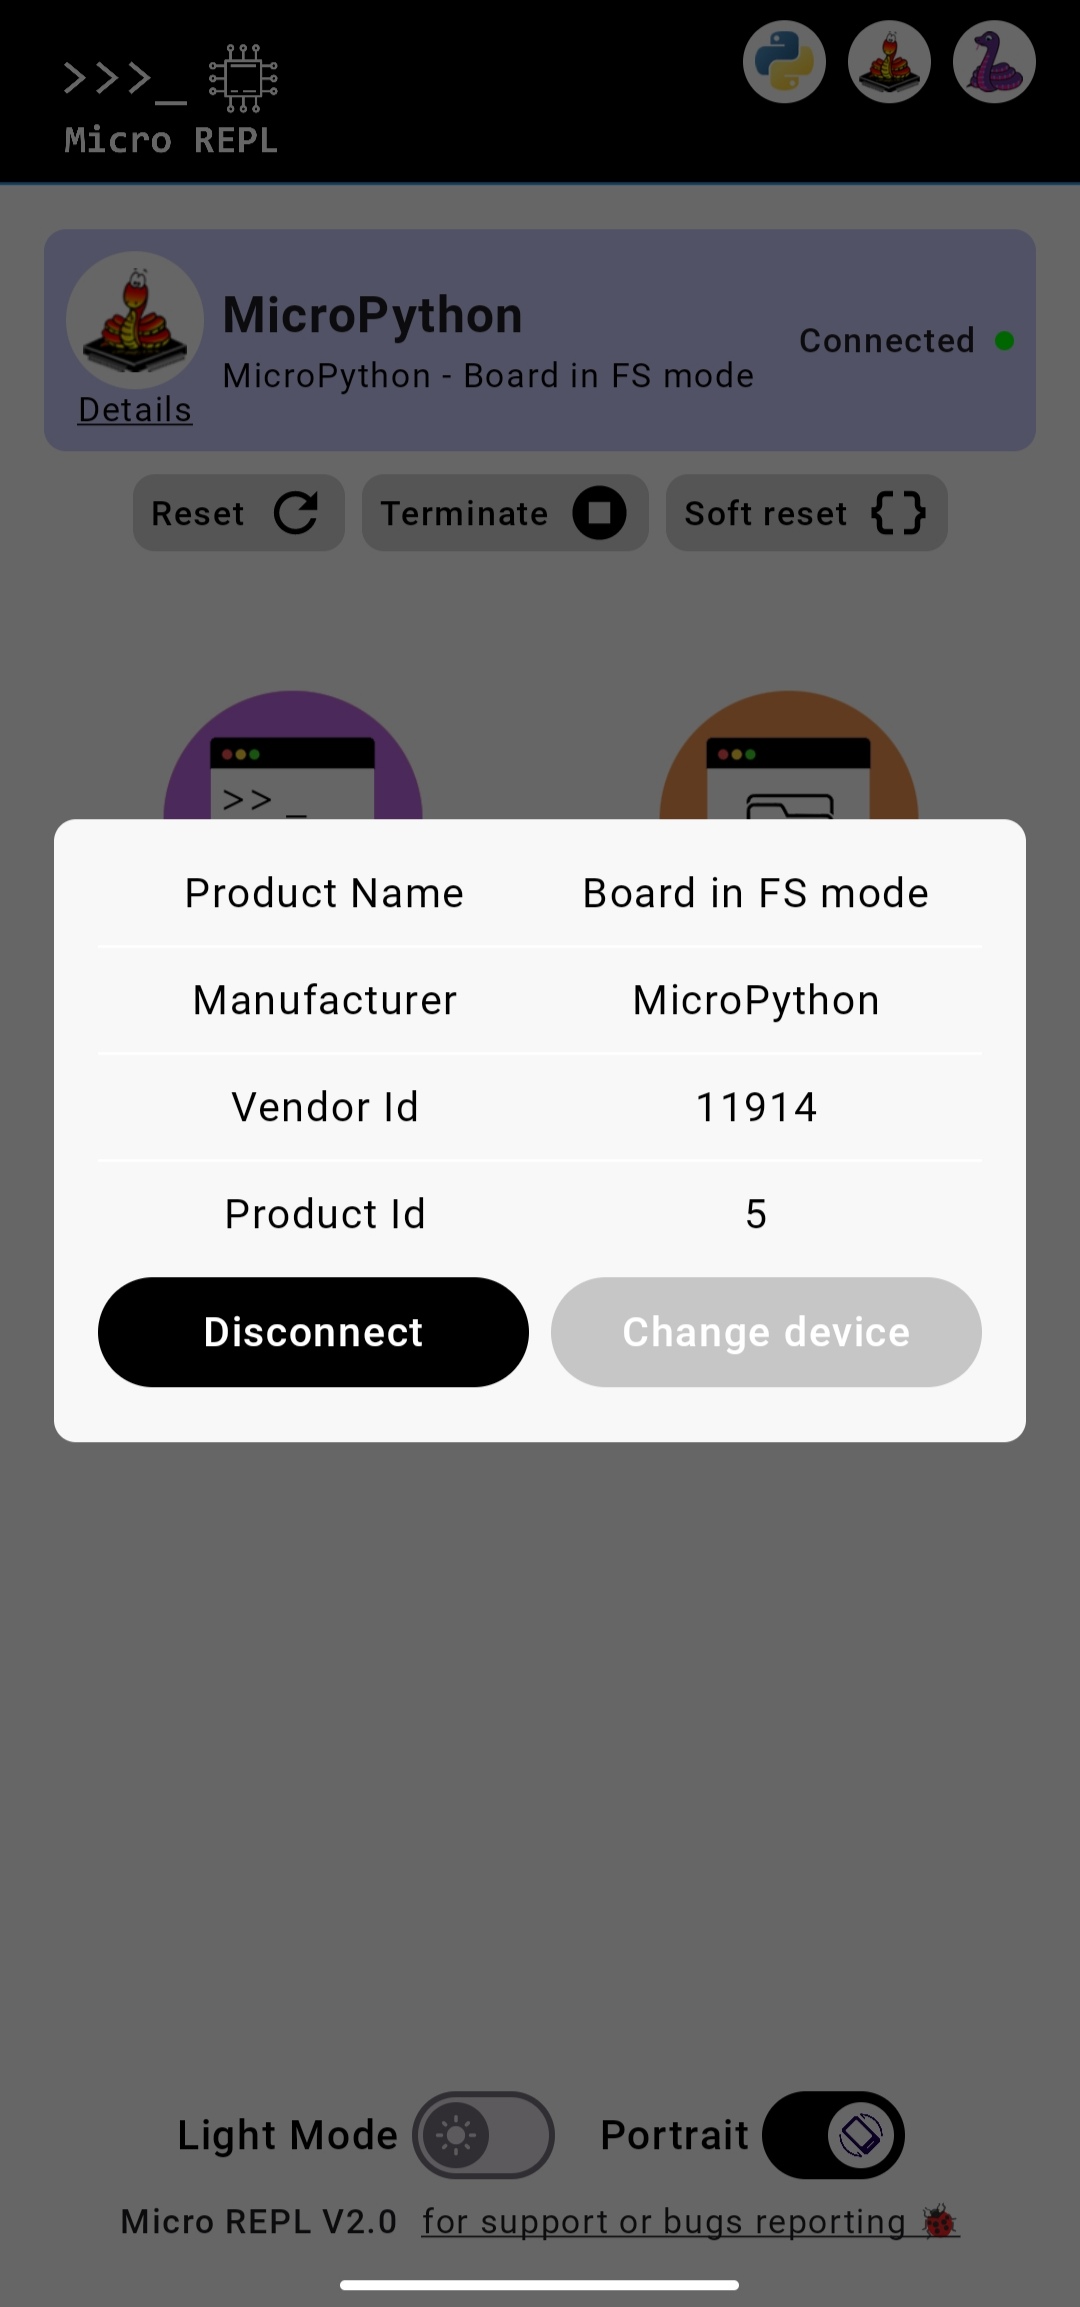 >>>_
Micro REPL
MicroPython
MicroPython - Board in FS mode
Connected
Details
Reset
Terminate
Soft reset
>> _
Product Name Board in FS mode
Manufacturer MicroPython
Vendor Id 11914
Product Id 5
Disconnect
Change device
Light Mode
Portrait
Micro REPL V2.0 for support or bugs reporting 🐞